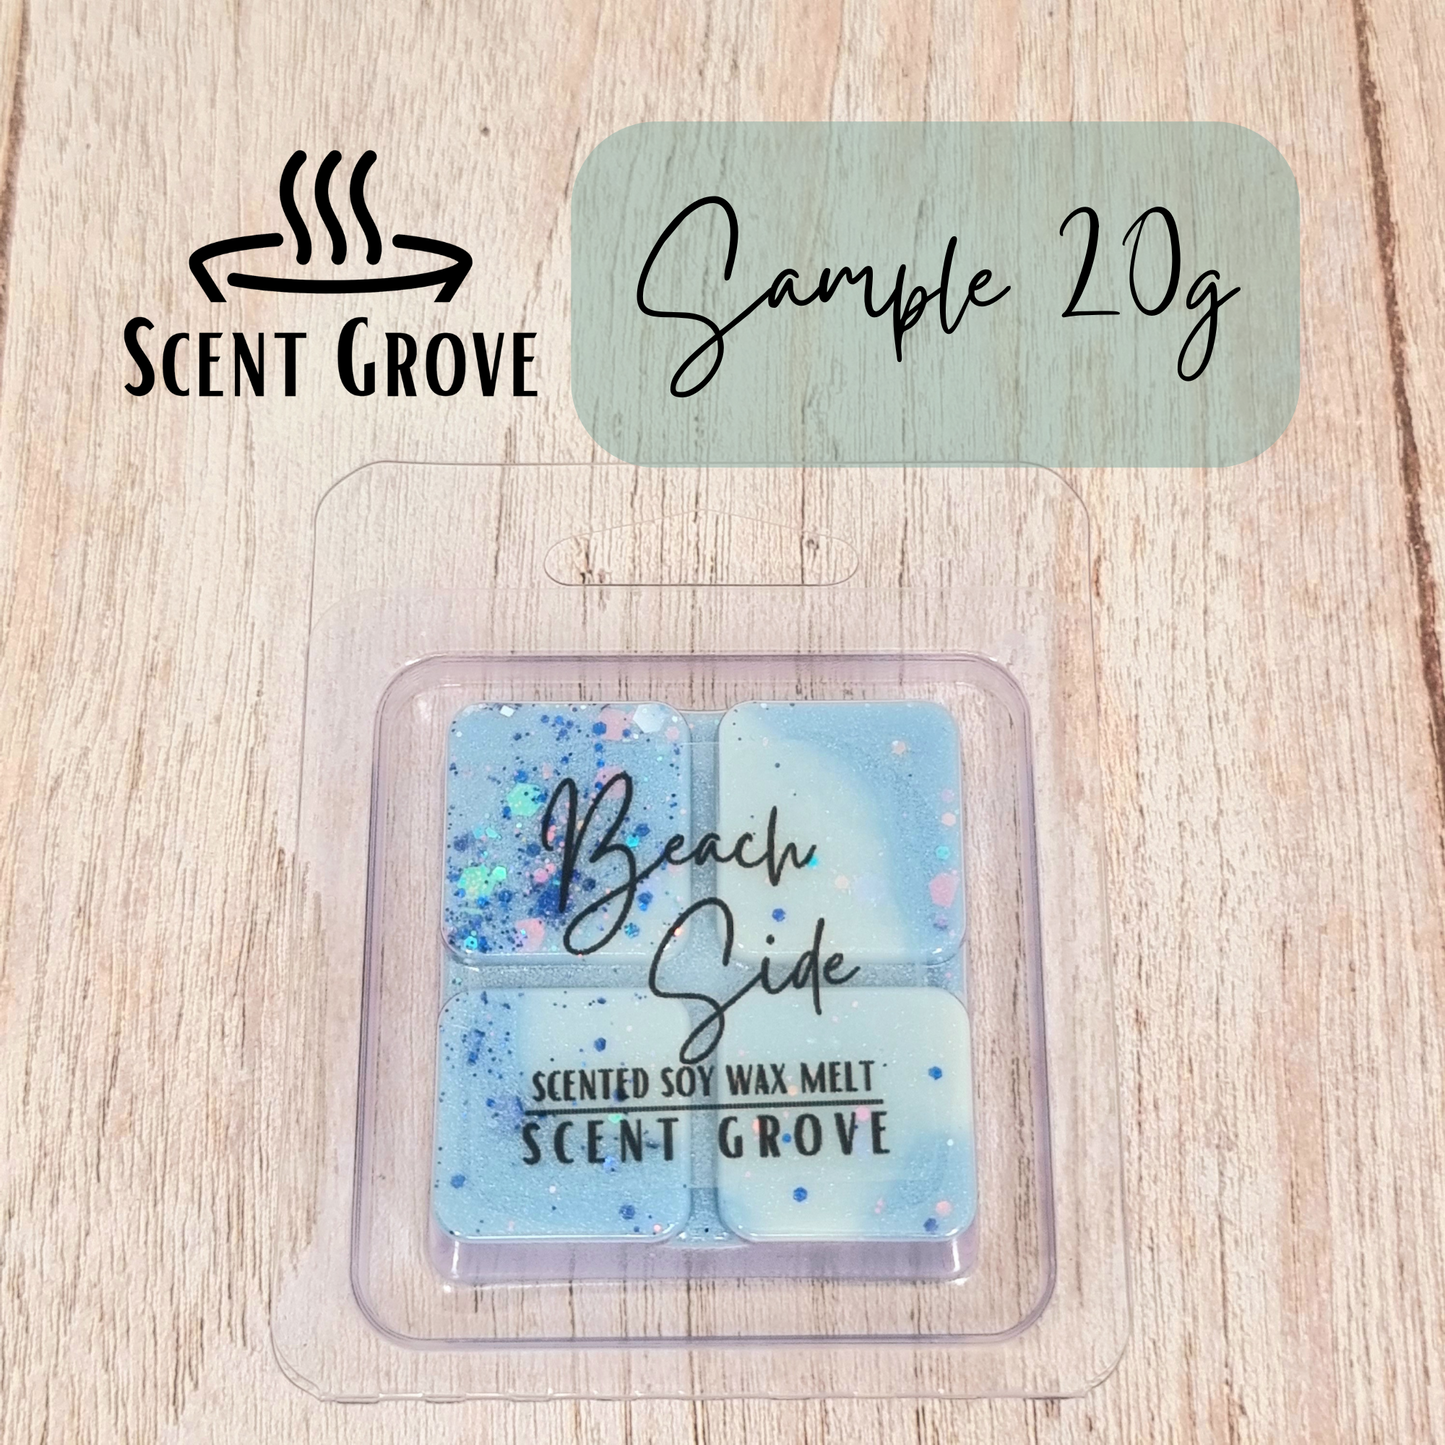 SCENT GROVE
Sample 20g
Beach
Side
SCENTED SOY WAX MELT
SCENT GROVE